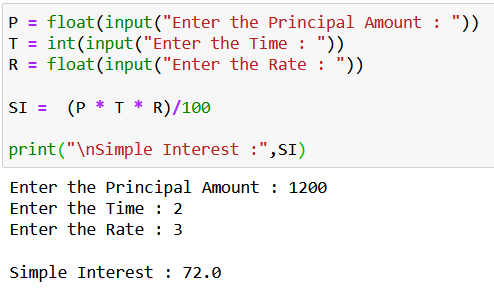 P = float(input("Enter the Principal Amount : "))
T = int(input("Enter the Time : "))
R = float(input("Enter the Rate : "))
SI =  (P * T * R)/100
print("\nSimple Interest :",SI)
Enter the Principal Amount : 1200
Enter the Time : 2
Enter the Rate : 3
Simple Interest : 72.0